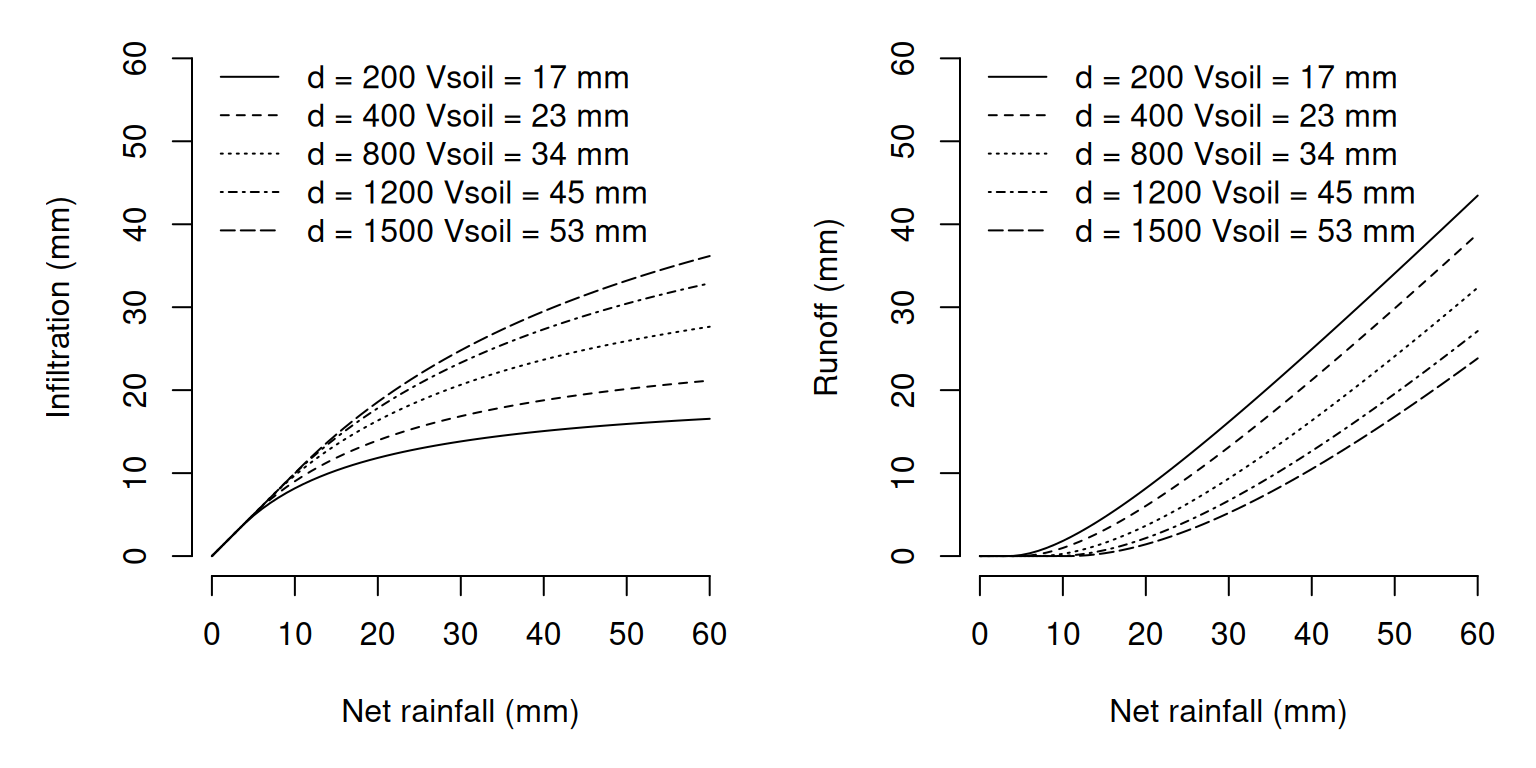 60
50
40
30
20
10
0
Infiltration (mm)
d = 200 Vsoil = 17 mm
d = 400 Vsoil = 23 mm
d = 800 Vsoil = 34 mm
d = 1200 Vsoil = 45 mm
d = 1500 Vsoil = 53 mm
0 10 20 30 40 50 60
Net rainfall (mm)
60
50
40
30
20
10
0
Runoff (mm)
d = 200 Vsoil = 17 mm
d = 400 Vsoil = 23 mm
d = 800 Vsoil = 34 mm
d = 1200 Vsoil = 45 mm
d = 1500 Vsoil = 53 mm
0 10 20 30 40 50 60
Net rainfall (mm)